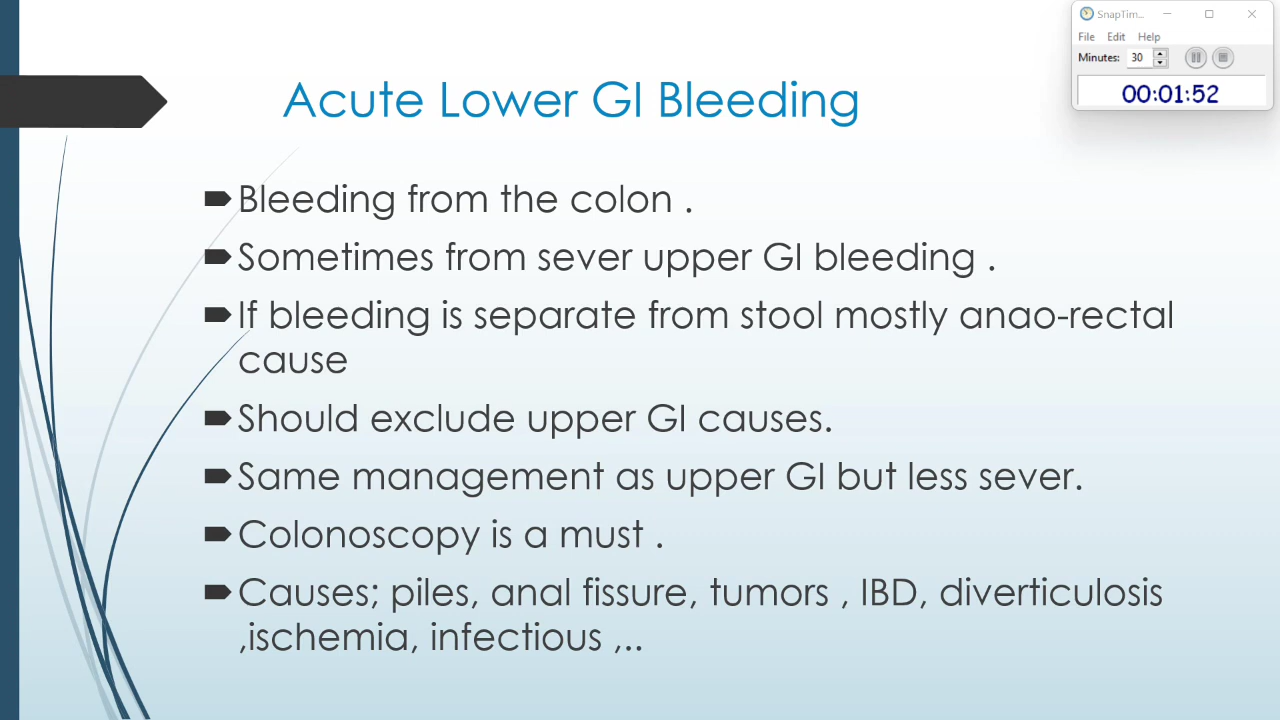 SnapTim...
File Edit Help
Minutes: 30
00:01:52
Acute Lower GI Bleeding
Bleeding from the colon .
Sometimes from sever upper GI bleeding .
If bleeding is separate from stool mostly anao-rectal
cause
Should exclude upper GI causes.
Same management as upper GI but less sever.
Colonoscopy is a must .
Causes; piles, anal fissure, tumors , IBD, diverticulosis
,ischemia, infectious ,..